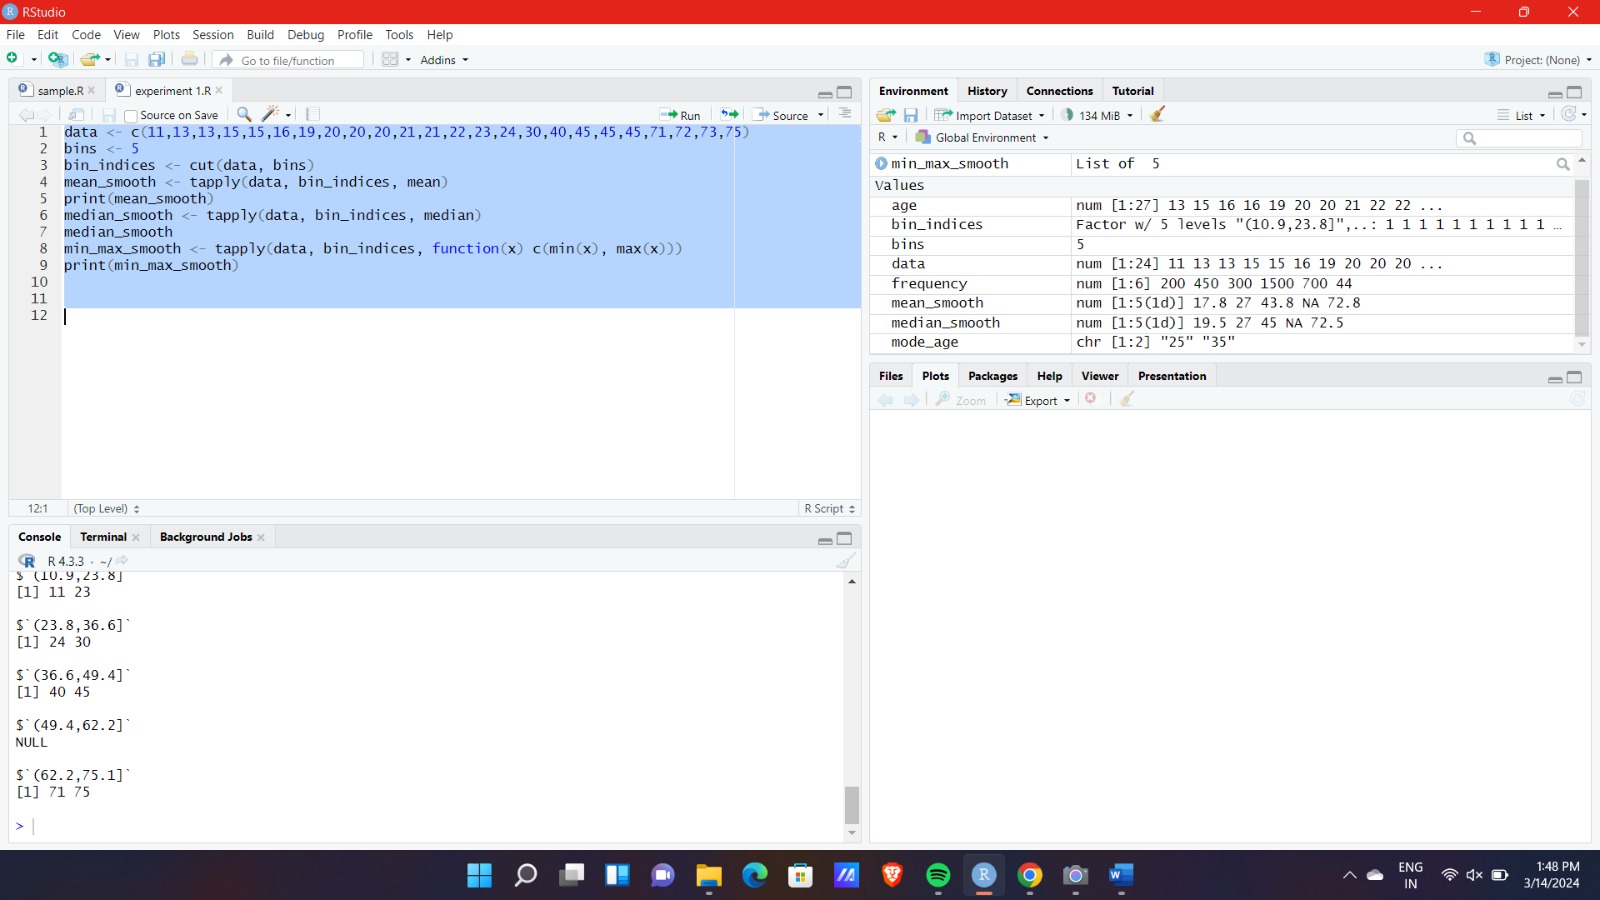 RStudio
File Edit Code View Plots Session Build Debug Profile Tools Help
Go to file/function Addins Project: (None)
sample.R experiment 1.R
Source on Save Run Source
1 data <- c(11,13,13,15,15,16,19,20,20,20,21,21,22,23,24,30,40,45,45,45,71,72,73,75)
2 bins <- 5
3 bin_indices <- cut(data, bins)
4 mean_smooth <- tapply(data, bin_indices, mean)
5 print(mean_smooth)
6 median_smooth <- tapply(data, bin_indices, median)
7 median_smooth
8 min_max_smooth <- tapply(data, bin_indices, function(x) c(min(x), max(x)))
9 print(min_max_smooth)
10
11
12
12:1 (Top Level) R Script
Console Terminal Background Jobs
R 4.3.3 · ~/
$`(10.9,23.8]`
[1] 11 23
$`(23.8,36.6]`
[1] 24 30
$`(36.6,49.4]`
[1] 40 45
$`(49.4,62.2]`
NULL
$`(62.2,75.1]`
[1] 71 75
>
Environment History Connections Tutorial
Import Dataset 134 MiB List
R Global Environment
min_max_smooth List of 5
Values
age num [1:27] 13 15 16 16 19 20 20 21 22 22 ...
bin_indices Factor w/ 5 levels "(10.9,23.8]",..: 1 1 1 1 1 1 1 1 1 1 ...
bins 5
data num [1:24] 11 13 13 15 15 16 19 20 20 20 ...
frequency num [1:6] 200 450 300 1500 700 44
mean_smooth num [1:5(1d)] 17.8 27 43.8 NA 72.8
median_smooth num [1:5(1d)] 19.5 27 45 NA 72.5
mode_age chr [1:2] "25" "35"
Files Plots Packages Help Viewer Presentation
Zoom Export
ENG
IN
1:48 PM
3/14/2024